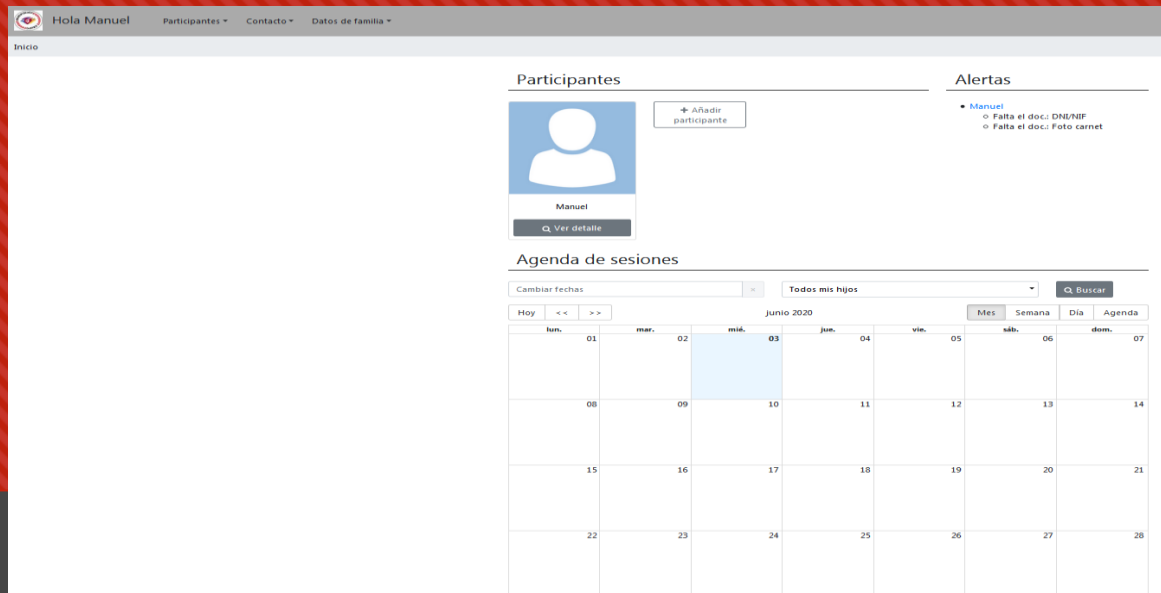 Hola Manuel Participantes Contacto Datos de familia
Inicio
Participantes
+ Añadir
participante
Manuel
Ver detalle
Alertas
Manuel
Falta el doc.: DNI/NIF
Falta el doc.: Foto carnet
Agenda de sesiones
Cambiar fechas × Todos mis hijos Buscar
Hoy << >> junio 2020 Mes Semana Día Agenda
lun. mar. mié. jue. vie. sáb. dom.
01 02 03 04 05 06 07
08 09 10 11 12 13 14
15 16 17 18 19 20 21
22 23 24 25 26 27 28